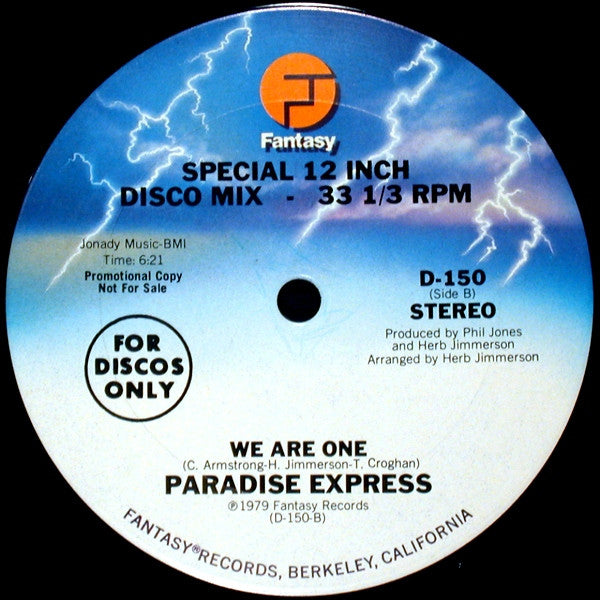 Fantasy
SPECIAL 12 INCH
DISCO MIX - 33 1/3 RPM
Jonady Music-BMI
Time: 6:21
Promotional Copy
Not For Sale
D-150
(Side B)
STEREO
Produced by Phil Jones
and Herb Jimmerson
Arranged by Herb Jimmerson
FOR
DISCOS
ONLY
WE ARE ONE
(C. Armstrong-H. Jimmerson-T. Croghan)
PARADISE EXPRESS
℗1979 Fantasy Records
(D-150-B)
FANTASY® RECORDS, BERKELEY, CALIFORNIA